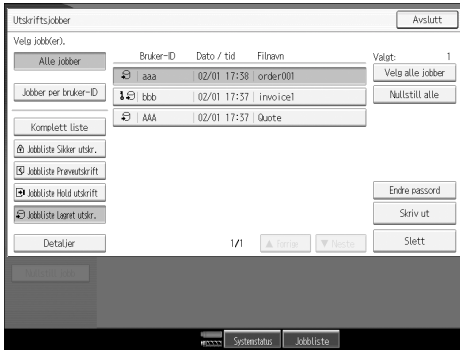 Utskriftsjobber
Avslutt
Velg jobb(er).
Alle jobber
Jobber per bruker-ID
Komplett liste
Jobbliste Sikker utskr.
Jobbliste Prøveutskrift
Jobbliste Hold utskrift
Jobbliste Lagret utskr.
Detaljer
Bruker-ID Dato / tid Filnavn
aaa 02/01 17:38 order001
bbb 02/01 17:37 invoice1
AAA 02/01 17:37 Quote
1/1
▲ Forrige
▼ Neste
Valgt: 1
Velg alle jobber
Nullstill alle
Endre passord
Skriv ut
Slett
Nullstill jobb
Systemstatus
Jobbliste